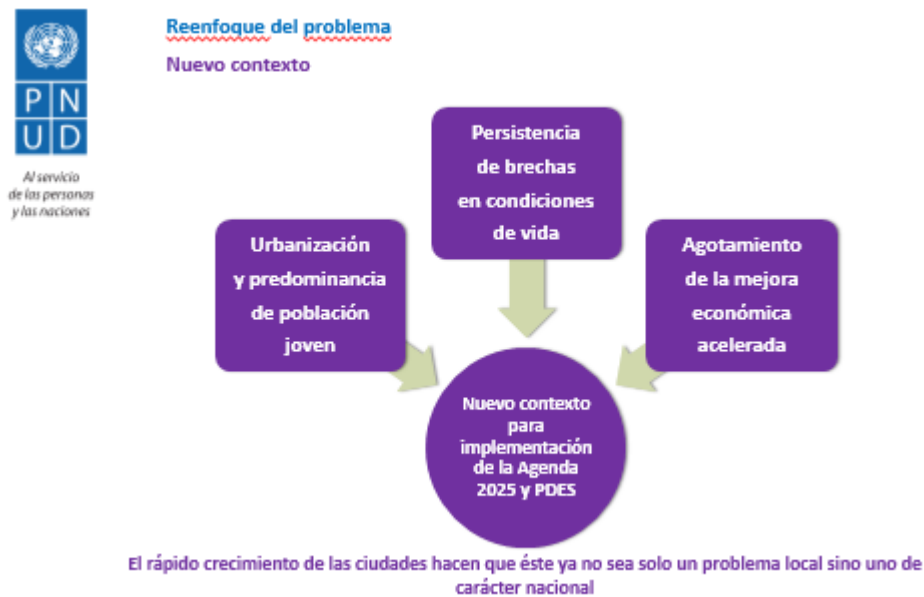 P N
U D
Al servicio
de las personas
y las naciones
Reenfoque del problema
Nuevo contexto
Persistencia
de brechas
en condiciones
de vida
Urbanización
y predominancia
de población
joven
Agotamiento
de la mejora
económica
acelerada
Nuevo contexto
para
implementación
de la Agenda
2025 y PDES
El rápido crecimiento de las ciudades hacen que éste ya no sea solo un problema local sino uno de
carácter nacional